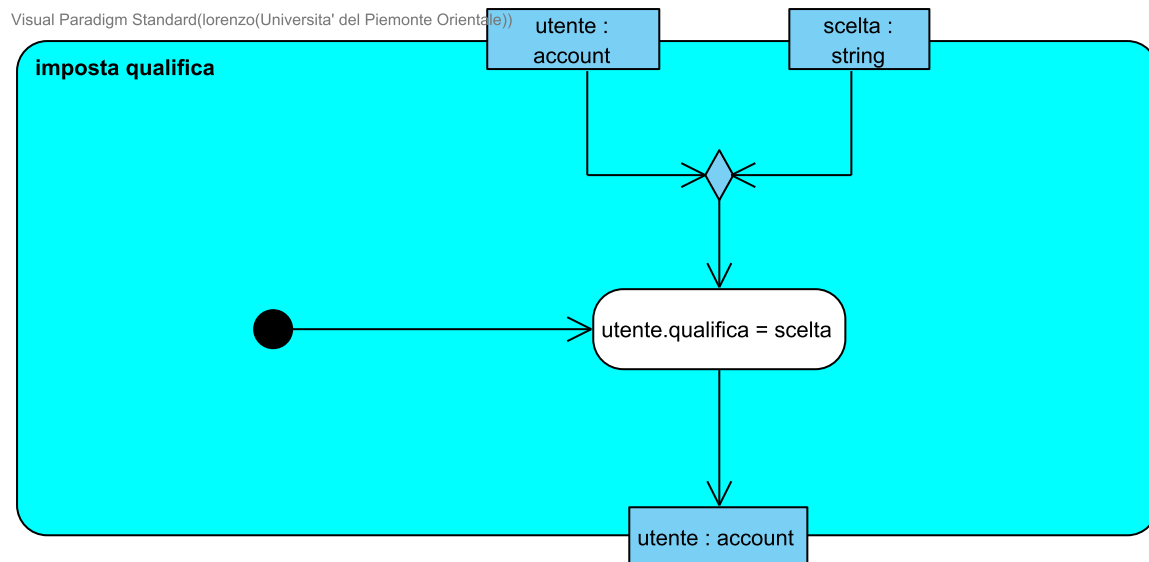 Visual Paradigm Standard(lorenzo(Universita' del Piemonte Orientale))
utente :
account
scelta :
string
imposta qualifica
utente.qualifica = scelta
utente : account